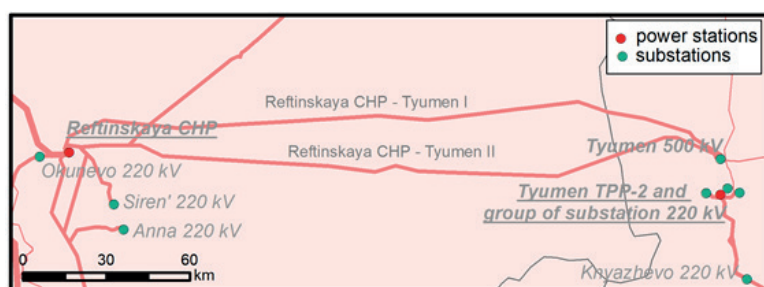 power stations
substations
Reftinskaya CHP - Tyumen I
Reftinskaya CHP
Reftinskaya CHP - Tyumen II
Tyumen 500 kV
Okunevo 220 kV
Siren' 220 kV
Tyumen TPP-2 and
group of substation 220 kV
Anna 220 kV
Knyazhevo 220 kV
0 20 40 60
km